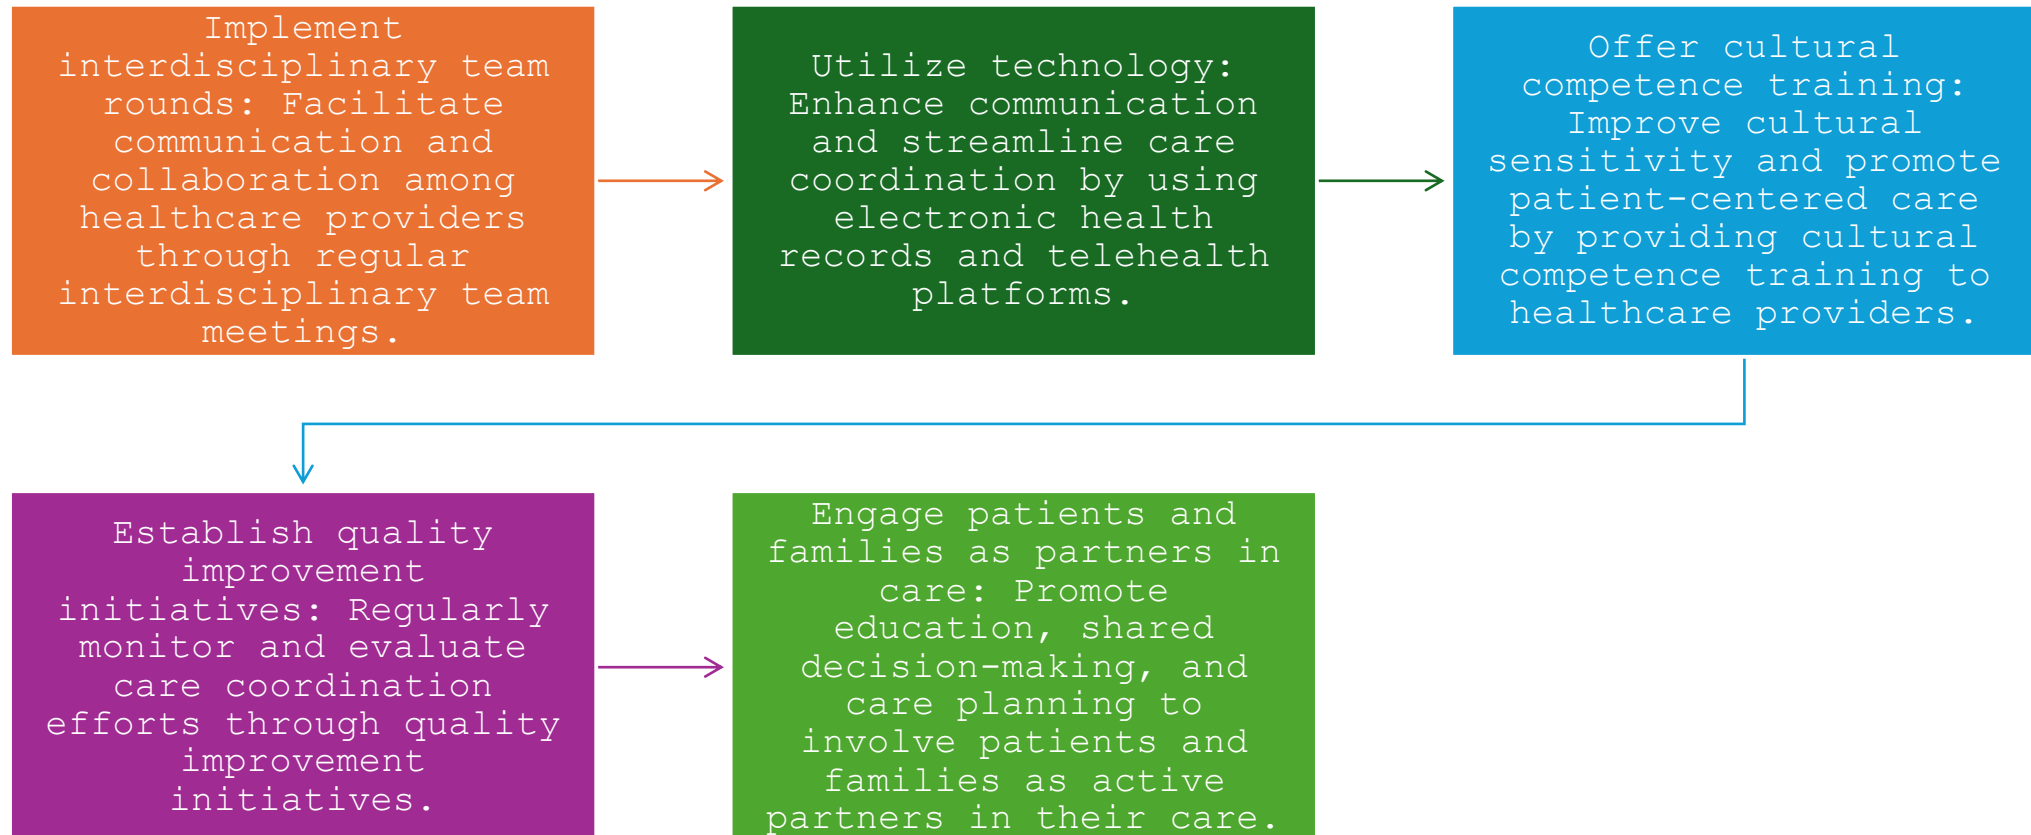 Implement
interdisciplinary team
rounds: Facilitate
communication and
collaboration among
healthcare providers
through regular
interdisciplinary team
meetings.
Utilize technology:
Enhance communication
and streamline care
coordination by using
electronic health
records and telehealth
platforms.
Offer cultural
competence training:
Improve cultural
sensitivity and promote
patient-centered care
by providing cultural
competence training to
healthcare providers.
Establish quality
improvement
initiatives: Regularly
monitor and evaluate
care coordination
efforts through quality
improvement
initiatives.
Engage patients and
families as partners in
care: Promote
education, shared
decision-making, and
care planning to
involve patients and
families as active
partners in their care.